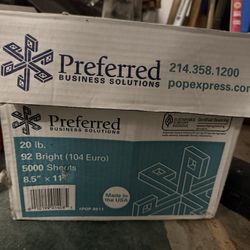 Preferred
BUSINESS SOLUTIONS
214.358.1200
popexpress.com
Preferred
BUSINESS SOLUTIONS
20 lb.
92 Bright (104 Euro)
5000 Sheets
8.5" × 11"
Made in
the USA